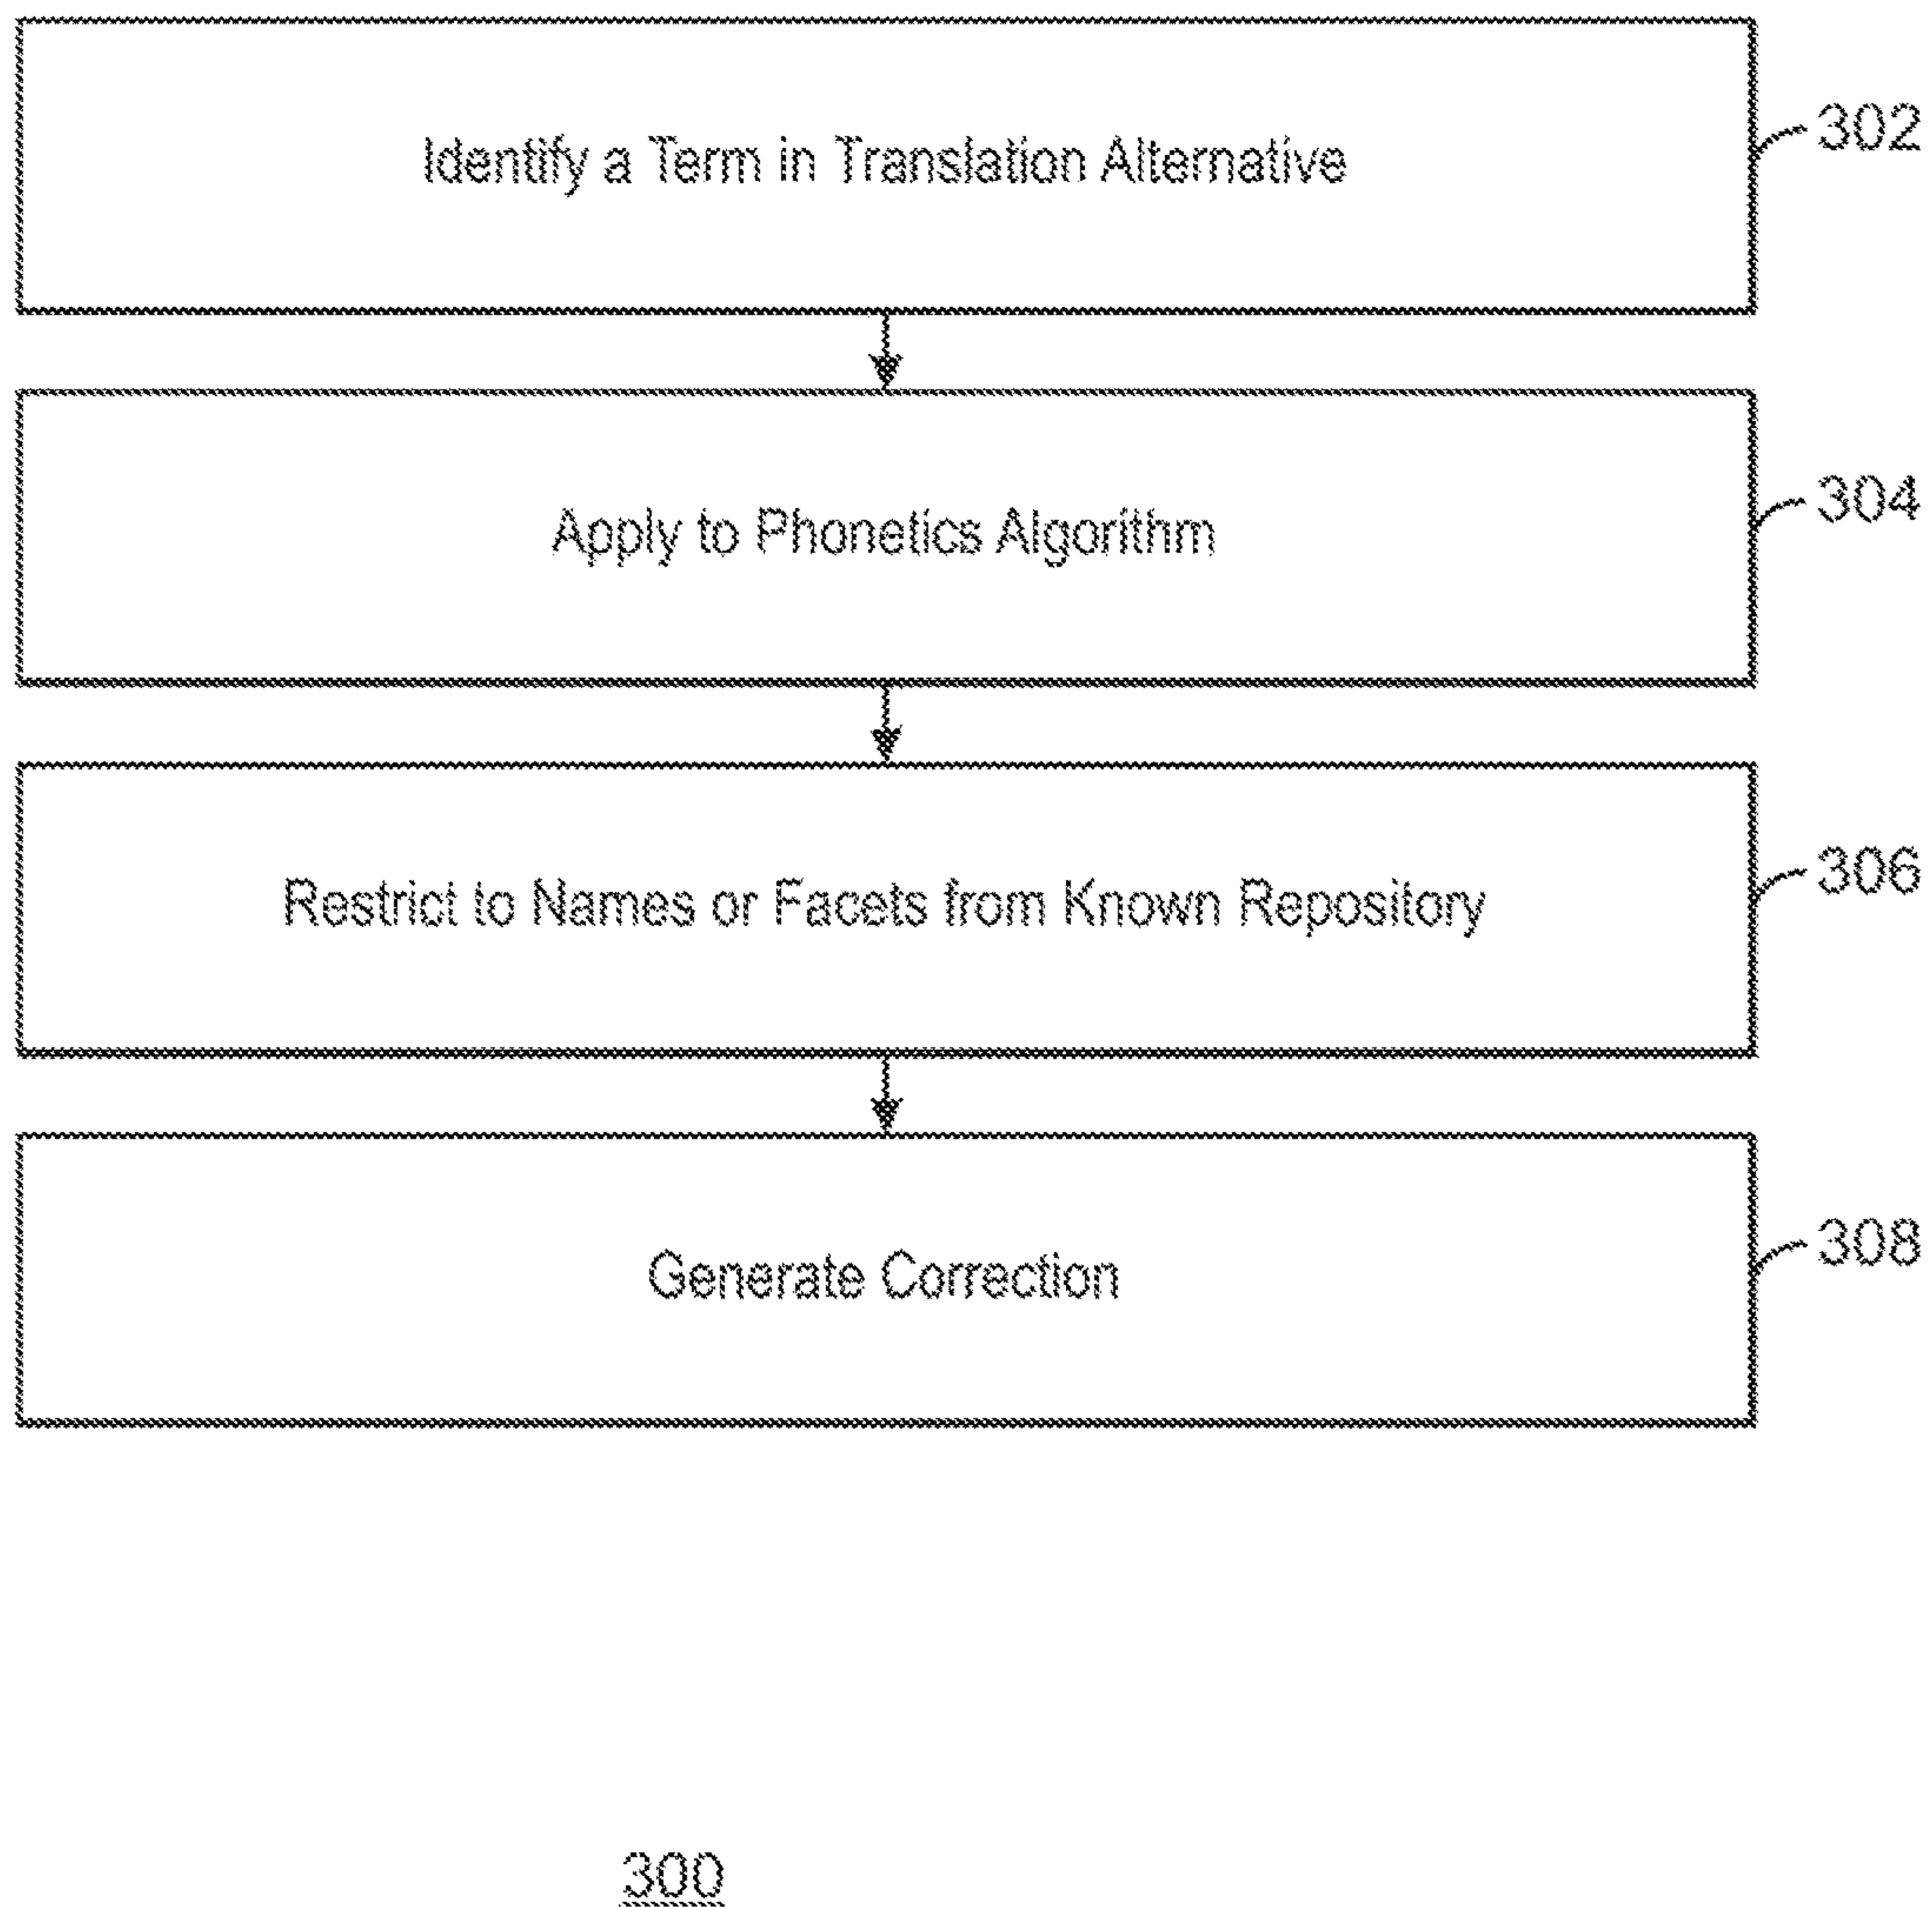 Identify a Term in Translation Alternative
302
Apply to Phonetics Algorithm
304
Restrict to Names or Facets from Known Repository
306
Generate Correction
308
300